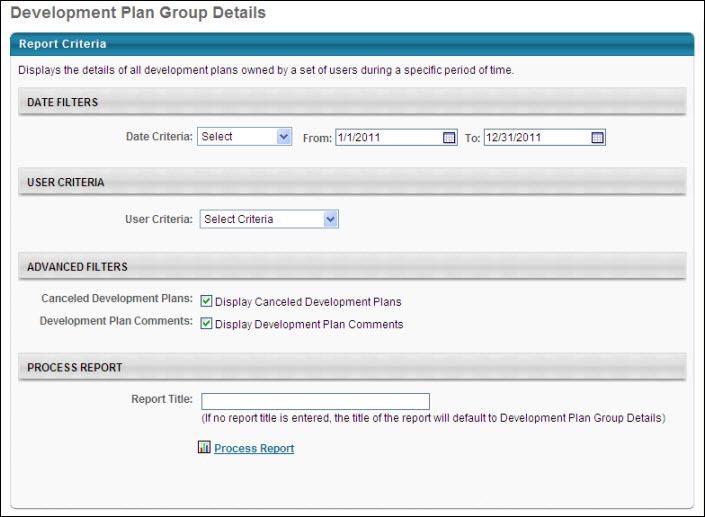 Development Plan Group Details
Report Criteria
Displays the details of all development plans owned by a set of users during a specific period of time.
DATE FILTERS
Date Criteria: Select From: 1/1/2011 To: 12/31/2011
USER CRITERIA
User Criteria: Select Criteria
ADVANCED FILTERS
Canceled Development Plans: Display Canceled Development Plans
Development Plan Comments: Display Development Plan Comments
PROCESS REPORT
Report Title:
(If no report title is entered, the title of the report will default to Development Plan Group Details)
Process Report